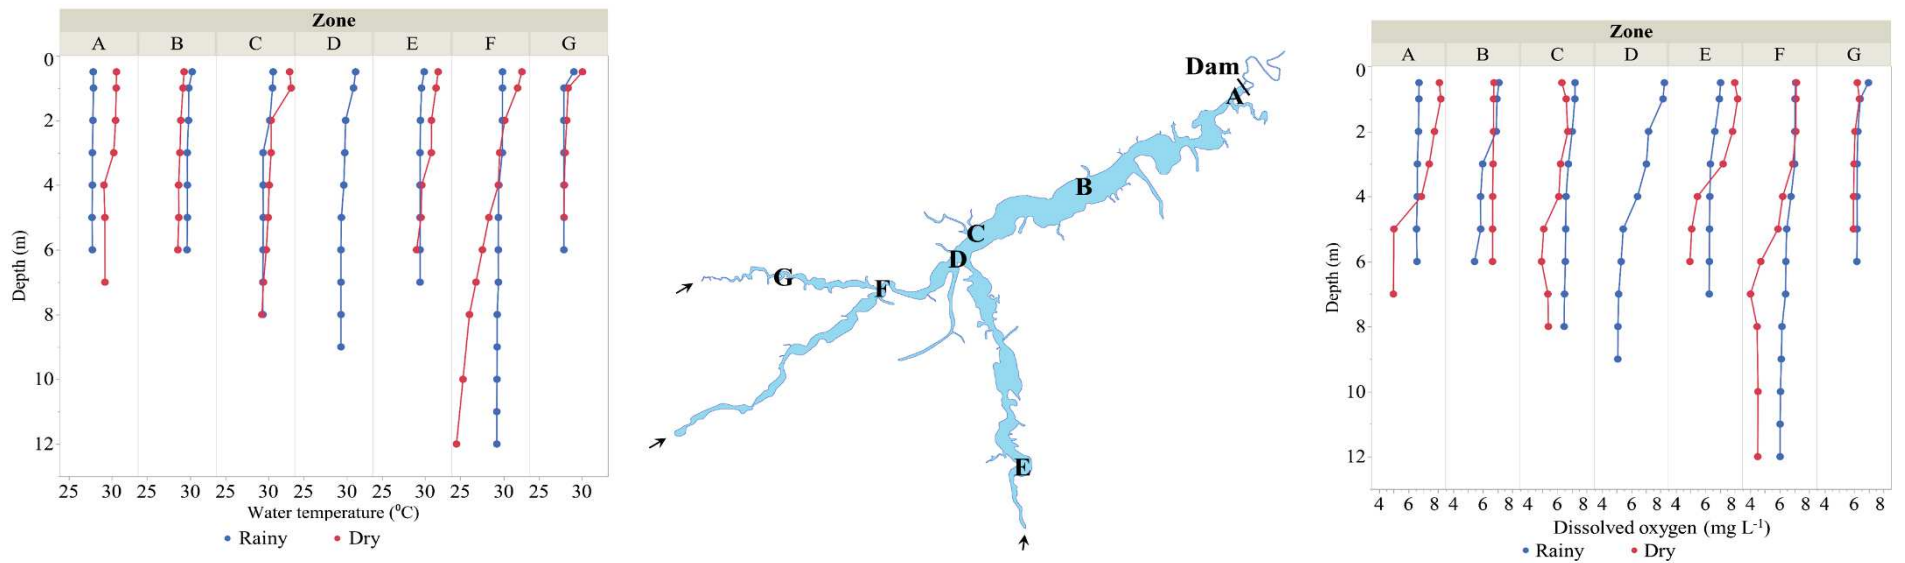 Zone
A B C D E F G
0
2
4
6
8
10
12
Depth (m)
25 30 25 30 25 30 25 30 25 30 25 30 25 30
Water temperature (⁰C)
Rainy Dry
Dam
A
B
C
D
G
F
E
Zone
A B C D E F G
0
2
4
6
8
10
12
Depth (m)
4 6 8 4 6 8 4 6 8 4 6 8 4 6 8 4 6 8 4 6 8
Dissolved oxygen (mg L⁻¹)
Rainy Dry